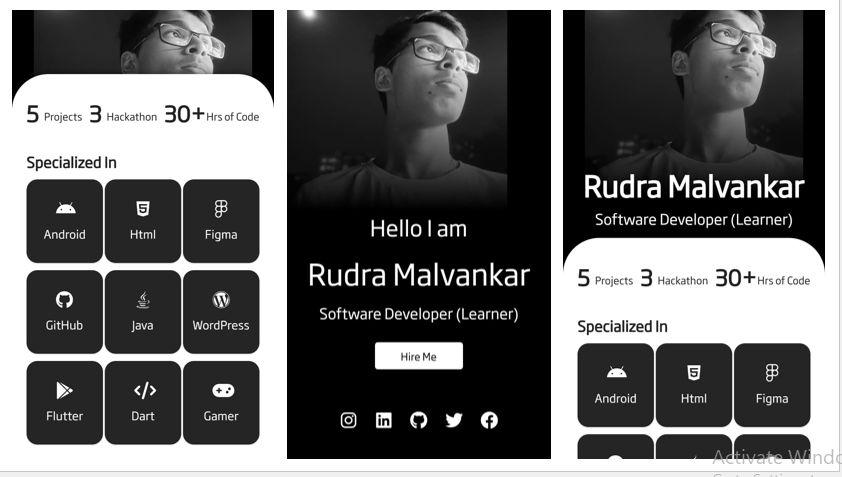 5 Projects 3 Hackathon 30+ Hrs of Code
Specialized In
Android Html Figma
GitHub Java WordPress
Flutter Dart Gamer
Hello I am
Rudra Malvankar
Software Developer (Learner)
Hire Me
Rudra Malvankar
Software Developer (Learner)
5 Projects 3 Hackathon 30+ Hrs of Code
Specialized In
Android Html Figma
Activate Windo